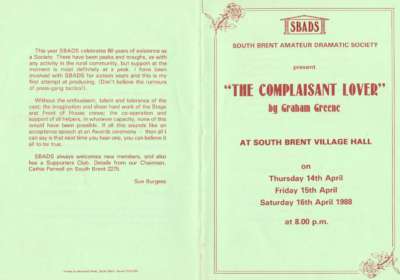 This year SBADS celebrates 60 years of existence as
a Society. There have been peaks and troughs, as with
any activity in the rural community, but support at the
moment is most definitely at a peak. I have been
involved with SBADS for sixteen years and this is my
first attempt at producing. (Don't believe the rumours
of press-gang tactics!).
Without the enthusiasm, talent and tolerance of the
cast; the imagination and sheer hard work of the Stage
and Front of House crews; the co-operation and
support of all helpers, in whatever capacity, none of this
would have been possible. If all this sounds like an
acceptance speech at an Awards ceremony — then all I
can say is that next time you hear one, you can believe it
all to be true.
SBADS always welcomes new members, and also
has a Supporters Club. Details from our Chairman,
Cathie Pannell on South Brent
Sue Burgess
SBADS
SOUTH BRENT AMATEUR DRAMATIC SOCIETY
present
"THE COMPLAISANT LOVER"
by Graham Greene
AT SOUTH BRENT VILLAGE HALL
on
Thursday 14th April
Friday 15th April
Saturday 16th April 1988
at 8.00 p.m.